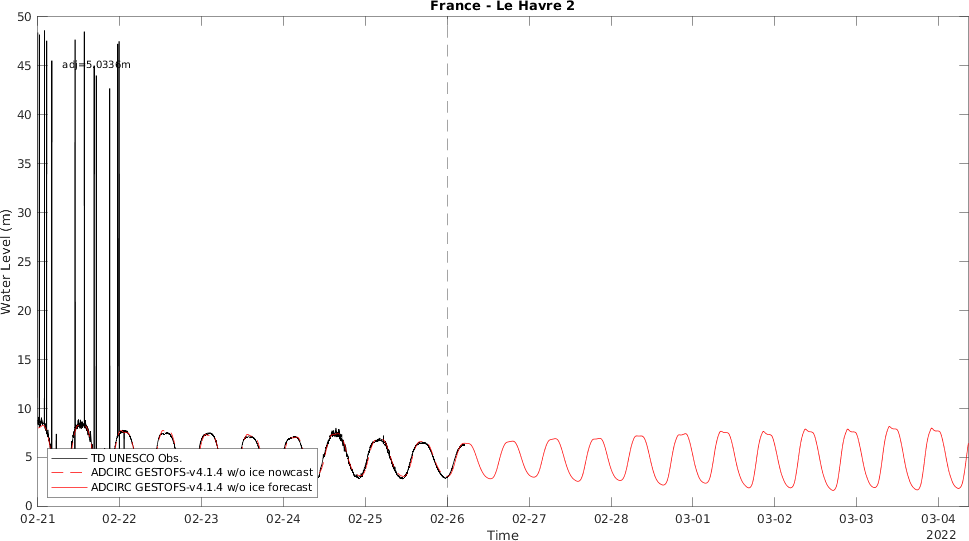 France - Le Havre 2
50
45
40
35
30
25
20
15
10
5
0
Water Level (m)
adj=5.0336m
TD UNESCO Obs.
ADCIRC GESTOFS-v4.1.4 w/o ice nowcast
ADCIRC GESTOFS-v4.1.4 w/o ice forecast
02-21 02-22 02-23 02-24 02-25 02-26 02-27 02-28 03-01 03-02 03-03 03-04
2022
Time